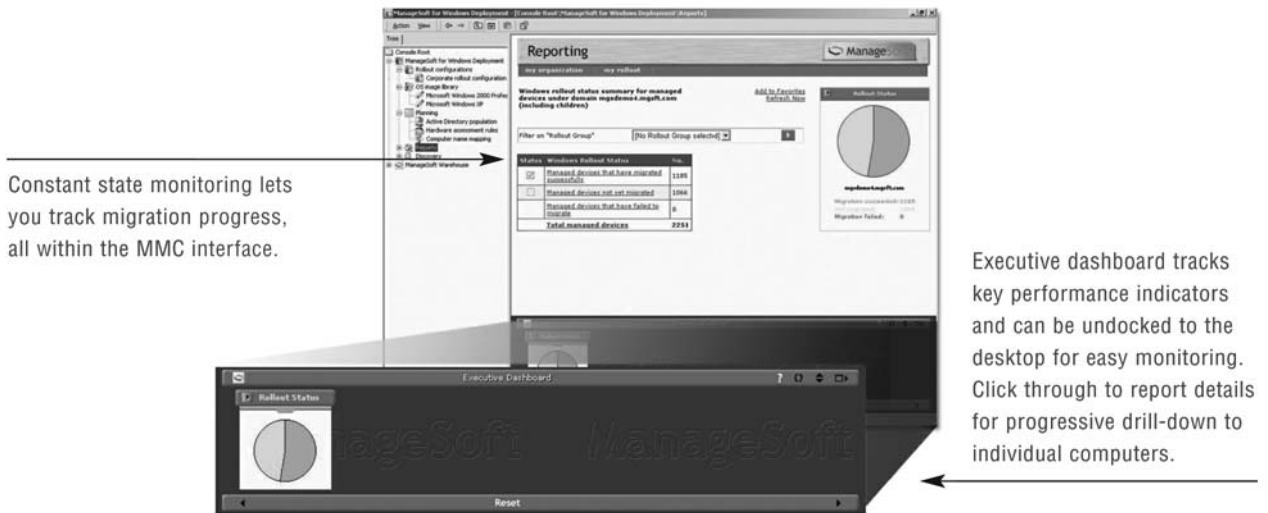 ManageSoft for Windows Deployment - [Console Root\ManageSoft for Windows Deployment\Reports]
Action View
Tree
Console Root
ManageSoft for Windows Deployment
Rollout configurations
Corporate rollout configuration
OS image library
Microsoft Windows 2000 Profes
Microsoft Windows XP
Planning
Active Directory population
Hardware assessment rules
Computer name mapping
Reports
Discovery
ManageSoft Warehouse
Reporting
ManageSoft
my organization my rollout
Windows rollout status summary for managed
devices under domain mgsdemo4.mgsft.com
(including children)
Add to Favorites
Refresh Now
Filter on "Rollout Group" [No Rollout Group selected]
Status Windows Rollout Status No.
Managed devices that have migrated
successfully 1185
Managed devices not yet migrated 1066
Managed devices that have failed to
migrate 0
Total managed devices 2251
Rollout Status
mgsdemo4.mgsft.com
Migration succeeded: 1185
Migration failed: 0
Constant state monitoring lets
you track migration progress,
all within the MMC interface.
Executive dashboard tracks
key performance indicators
and can be undocked to the
desktop for easy monitoring.
Click through to report details
for progressive drill-down to
individual computers.
Executive Dashboard
?
Rollout Status
nageSoft ManageSoft
Reset